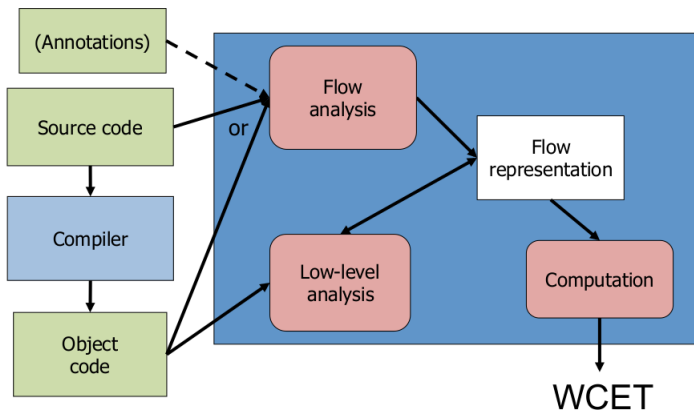 (Annotations)
Source code
Compiler
Object
code
or
Flow
analysis
Low-level
analysis
Flow
representation
Computation
WCET